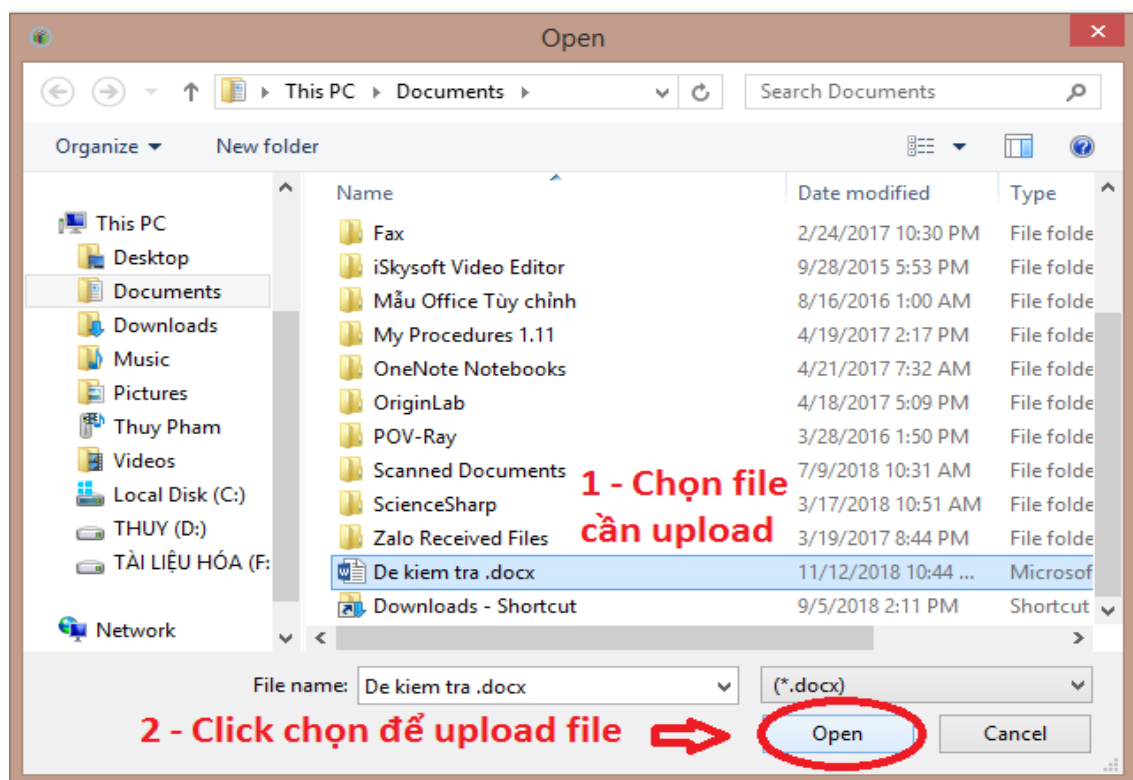 Open
This PC Documents
Search Documents
Organize New folder
Name Date modified Type
This PC
Desktop
Documents
Downloads
Music
Pictures
Thuy Pham
Videos
Local Disk (C:)
THUY (D:)
TÀI LIỆU HÓA (F:
Network
Fax 2/24/2017 10:30 PM File folde
iSkysoft Video Editor 9/28/2015 5:53 PM File folde
Mẫu Office Tùy chỉnh 8/16/2016 1:00 AM File folde
My Procedures 1.11 4/19/2017 2:17 PM File folde
OneNote Notebooks 4/21/2017 7:32 AM File folde
OriginLab 4/18/2017 5:09 PM File folde
POV-Ray 3/28/2016 1:50 PM File folde
Scanned Documents 7/9/2018 10:31 AM File folde
ScienceSharp 3/17/2018 10:51 AM File folde
Zalo Received Files 3/19/2017 8:44 PM File folde
De kiem tra .docx 11/12/2018 10:44 ... Microsof
Downloads - Shortcut 9/5/2018 2:11 PM Shortcut
1 - Chọn file
cần upload
File name: De kiem tra .docx (*.docx)
2 - Click chọn để upload file
Open Cancel